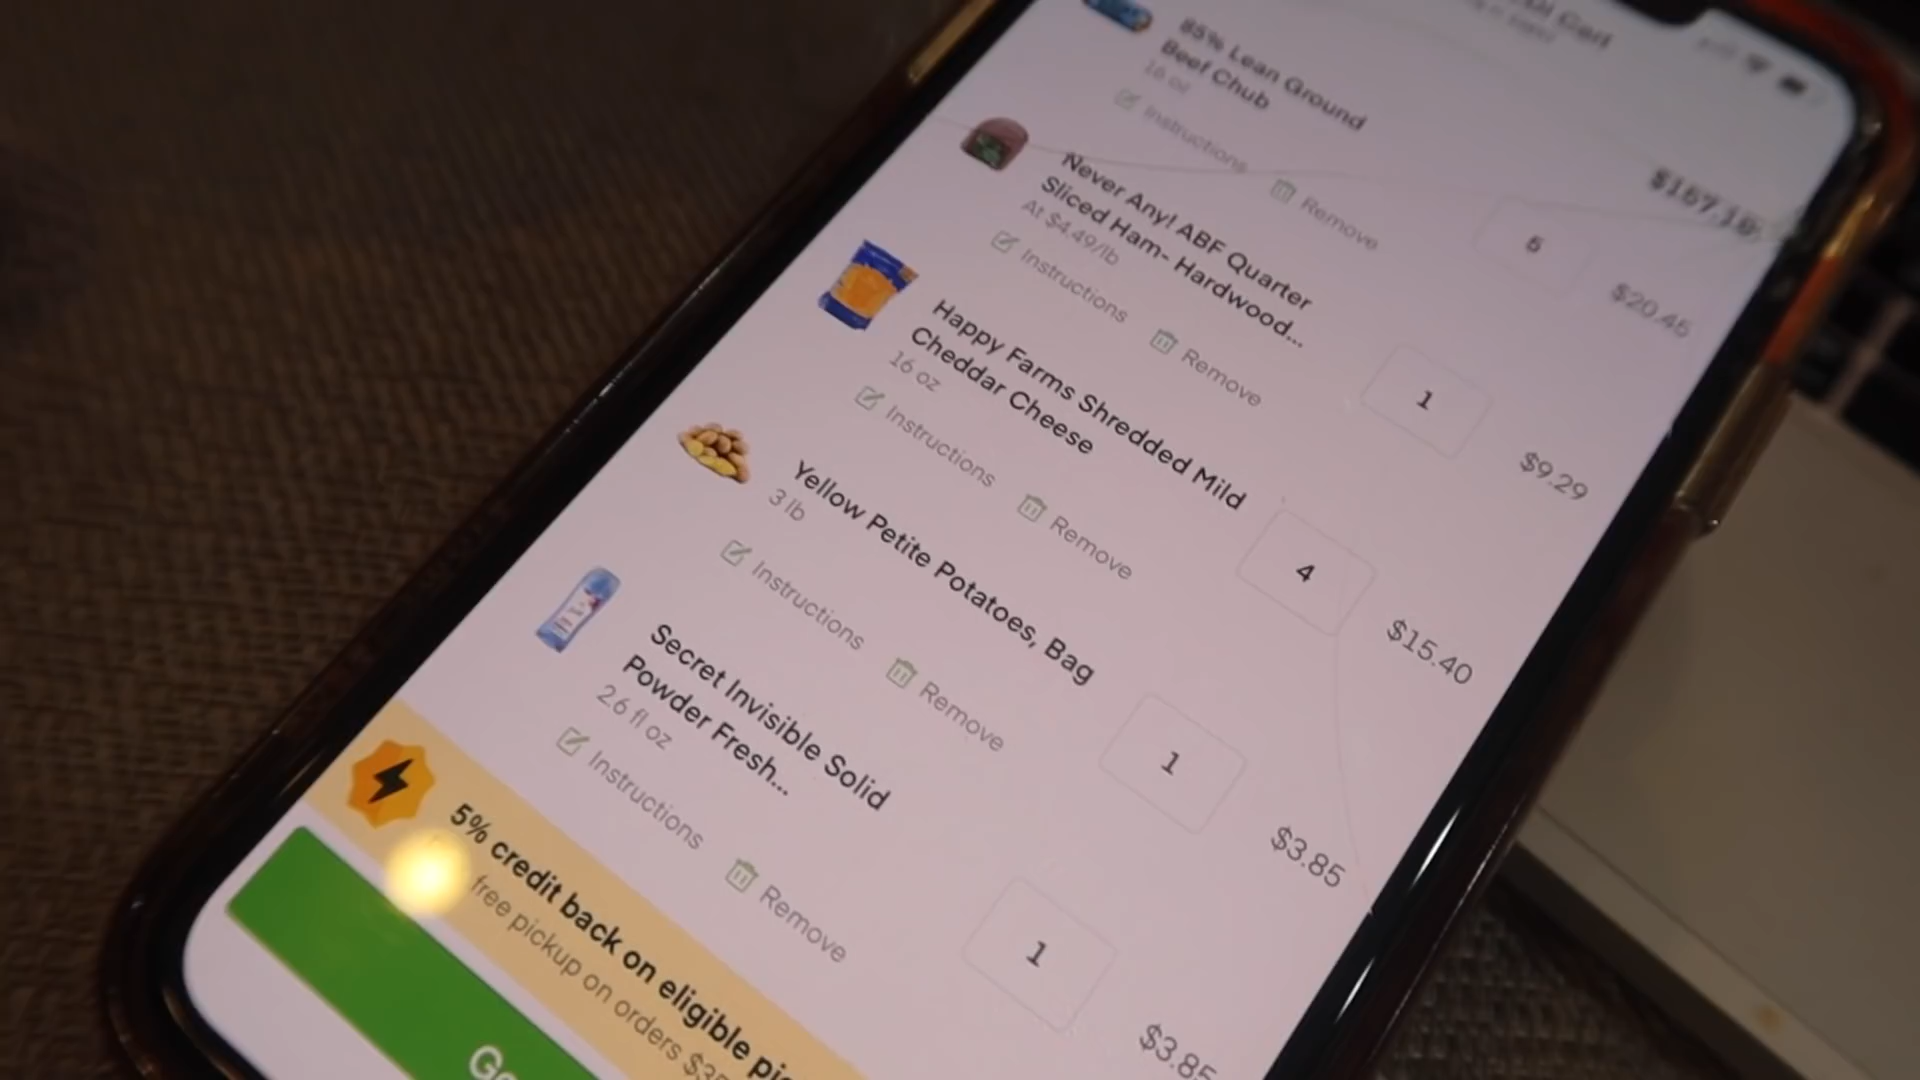 85% Lean Ground
Beef Chub
16 oz
Instructions
Remove
$20.45
Never Any! ABF Quarter
Sliced Ham- Hardwood...
At $4.49/lb
Instructions
Remove
1
$9.29
Happy Farms Shredded Mild
Cheddar Cheese
16 oz
Instructions
Remove
4
$15.40
Yellow Petite Potatoes, Bag
3 lb
Instructions
Remove
1
$3.85
Secret Invisible Solid
Powder Fresh...
2.6 fl oz
Instructions
Remove
1
$3.85
5% credit back on eligible
free pickup on orders